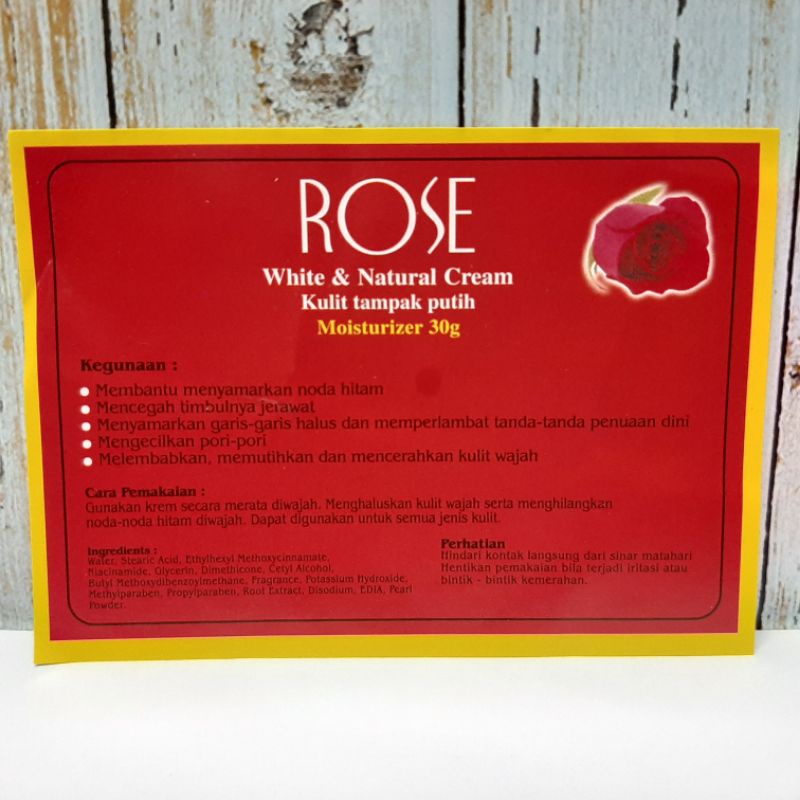 ROSE
White & Natural Cream
Kulit tampak putih
Moisturizer 30g
Kegunaan :
Membantu menyamarkan noda hitam
Mencegah timbulnya jerawat
Menyamarkan garis-garis halus dan memperlambat tanda-tanda penuaan dini
Mengecilkan pori-pori
Melembabkan, memutihkan dan mencerahkan kulit wajah
Cara Pemakaian :
Gunakan krem secara merata diwajah. Menghaluskan kulit wajah serta menghilangkan
noda-noda hitam diwajah. Dapat digunakan untuk semua jenis kulit.
Ingredients :
Water, Stearic Acid, Ethylhexyl Methoxycinnamate,
Niacinamide, Glycerin, Dimethicone, Cetyl Alcohol,
Butyl Methoxydibenzoylmethane, Fragrance, Potassium Hydroxide,
Methylparaben, Propylparaben, Root Extract, Disodium, EDTA, Pearl
Powder.
Perhatian
Hindari kontak langsung dari sinar matahari
Hentikan pemakaian bila terjadi iritasi atau
bintik - bintik kemerahan.